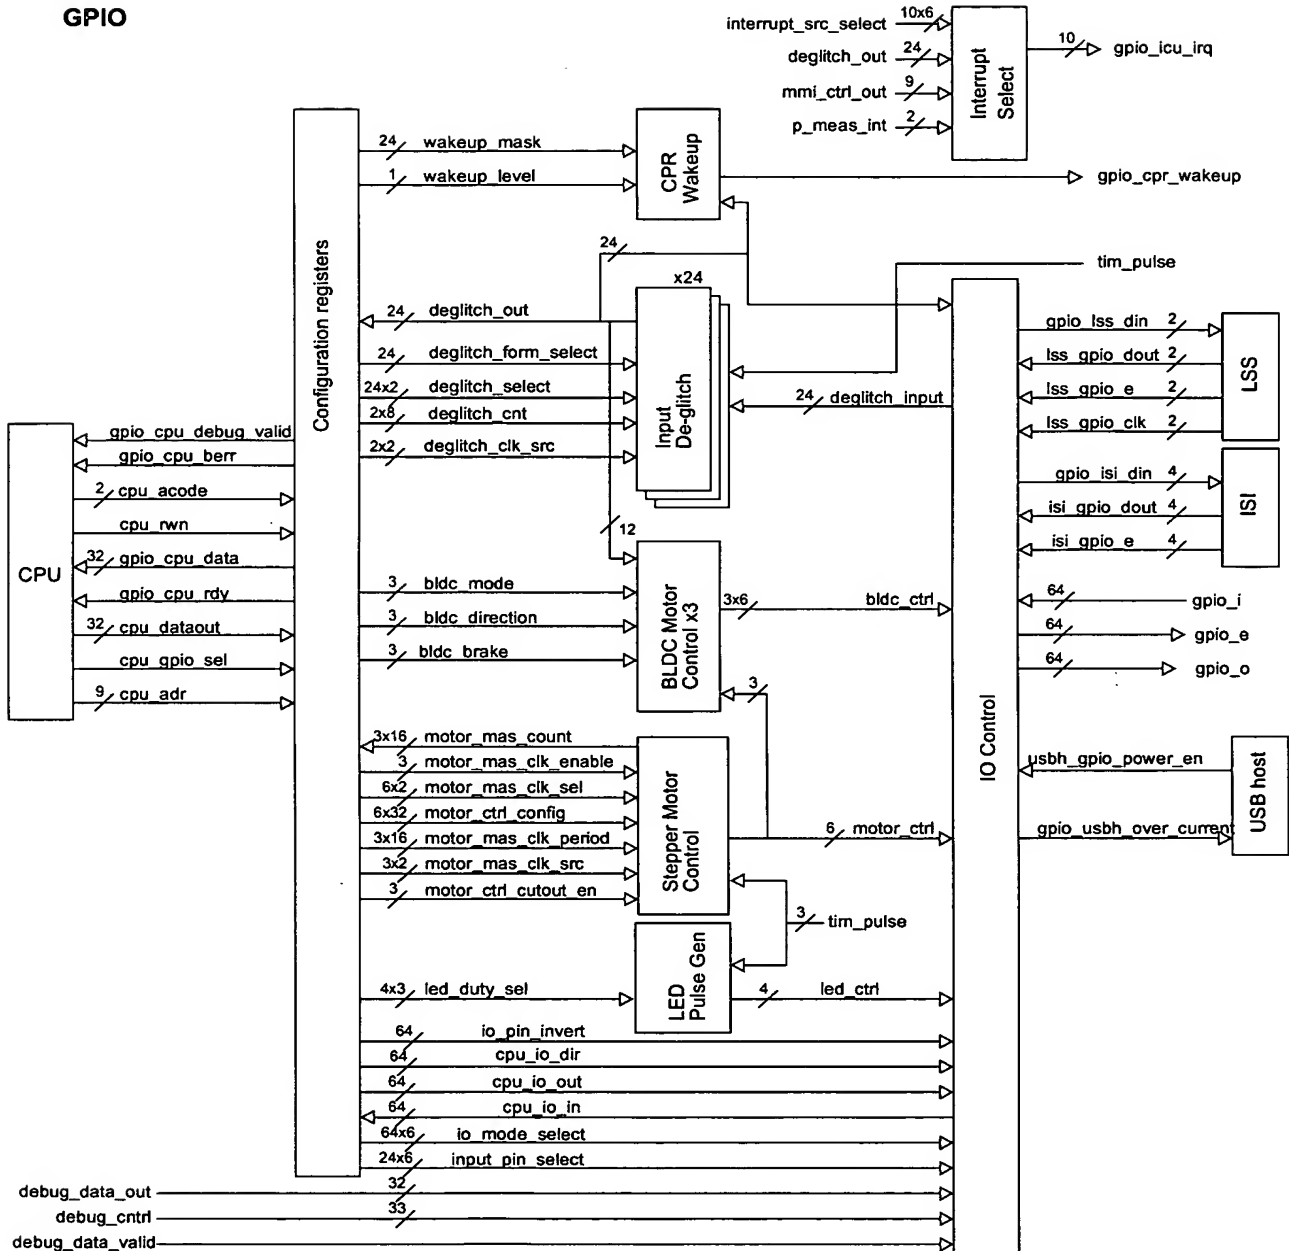 GPIO
interrupt_src_select 10x6
deglitch_out 24
mmi_ctrl_out 9
p_meas_int 2
Interrupt Select
10 gpio_icu_irq
24 wakeup_mask
1 wakeup_level
CPR Wakeup
gpio_cpr_wakeup
24
tim_pulse
x24
Configuration registers
24 deglitch_out
24 deglitch_form_select
24x2 deglitch_select
2x8 deglitch_cnt
2x2 deglitch_clk_src
Input De-glitch
24 deglitch_input
12
gpio_lss_din 2
lss_gpio_dout 2
lss_gpio_e 2
lss_gpio_clk 2
LSS
gpio_isi_din 4
isi_gpio_dout 4
isi_gpio_e 4
ISI
CPU
gpio_cpu_debug_valid
gpio_cpu_berr
2 cpu_acode
cpu_rwn
32 gpio_cpu_data
gpio_cpu_rdy
32 cpu_dataout
cpu_gpio_sel
9 cpu_adr
3 bldc_mode
3 bldc_direction
3 bldc_brake
BLDC Motor Control x3
3x6 bldc_ctrl
3
64 gpio_i
64 gpio_e
64 gpio_o
IO Control
3x16 motor_mas_count
3 motor_mas_clk_enable
6x2 motor_mas_clk_sel
6x32 motor_ctrl_config
3x16 motor_mas_clk_period
3x2 motor_mas_clk_src
3 motor_ctrl_cutout_en
Stepper Motor Control
6 motor_ctrl
usbh_gpio_power_en
gpio_usbh_over_current
USB host
3 tim_pulse
4x3 led_duty_sel
LED Pulse Gen
4 led_ctrl
64 io_pin_invert
64 cpu_io_dir
64 cpu_io_out
64 cpu_io_in
64x6 io_mode_select
24x6 input_pin_select
debug_data_out 32
debug_cntrl 33
debug_data_valid